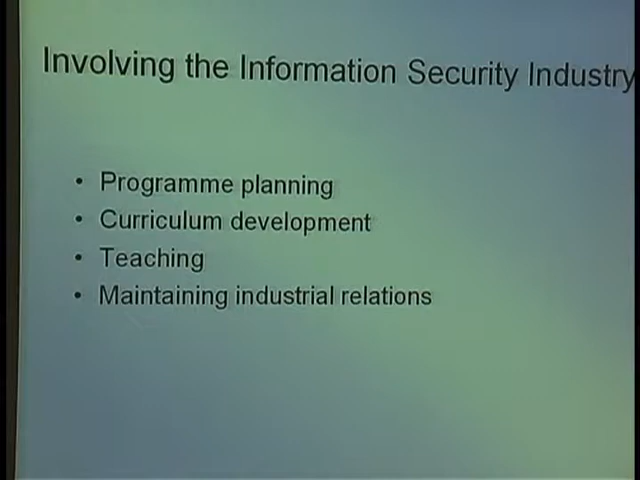 Involving the Information Security Industry
• Programme planning
• Curriculum development
• Teaching
• Maintaining industrial relations